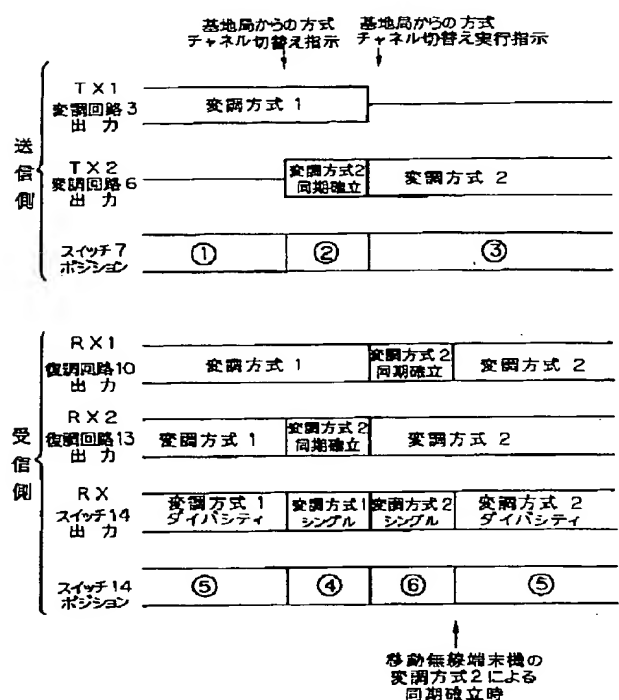 基地局からの方式
チャネル切替え指示
基地局からの方式
チャネル切替え実行指示
送信側
TX1
変調回路3
出力
変調方式 1
TX2
変調回路6
出力
変調方式2
同期確立
変調方式 2
スイッチ7
ポジション
① ② ③
受信側
RX1
復調回路10
出力
変調方式 1
変調方式2
同期確立
変調方式 2
RX2
復調回路13
出力
変調方式 1
変調方式2
同期確立
変調方式 2
RX
スイッチ14
出力
変調方式 1
ダイバシティ
変調方式1
シングル
変調方式2
シングル
変調方式 2
ダイバシティ
スイッチ14
ポジション
⑤ ④ ⑥ ⑤
移動無線端末機の
変調方式2による
同期確立時